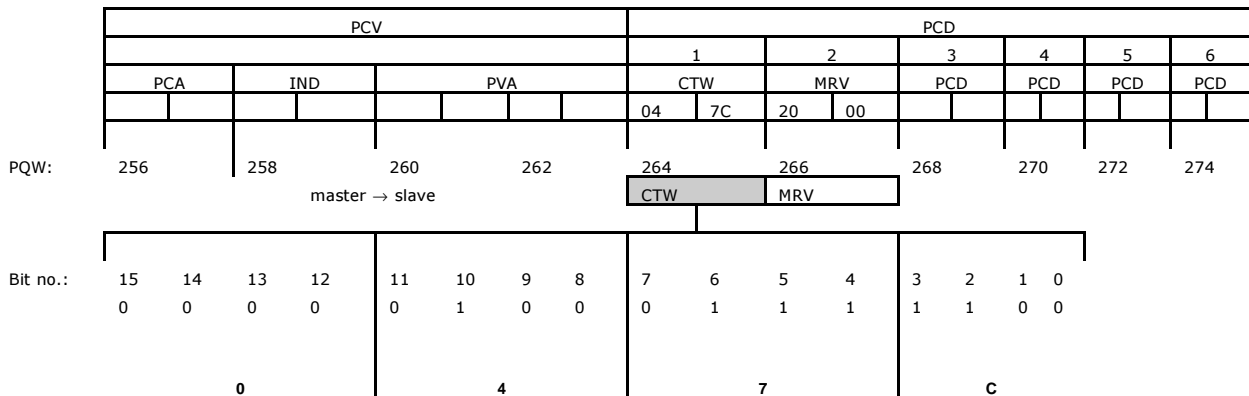 PCV PCD
1 2 3 4 5 6
PCA IND PVA CTW MRV PCD PCD PCD PCD
04 7C 20 00
PQW: 256 258 260 262 264 266 268 270 272 274
master → slave CTW MRV
Bit no.: 15 14 13 12 11 10 9 8 7 6 5 4 3 2 1 0
0 0 0 0 0 1 0 0 0 1 1 1 1 1 0 0
0 4 7 C